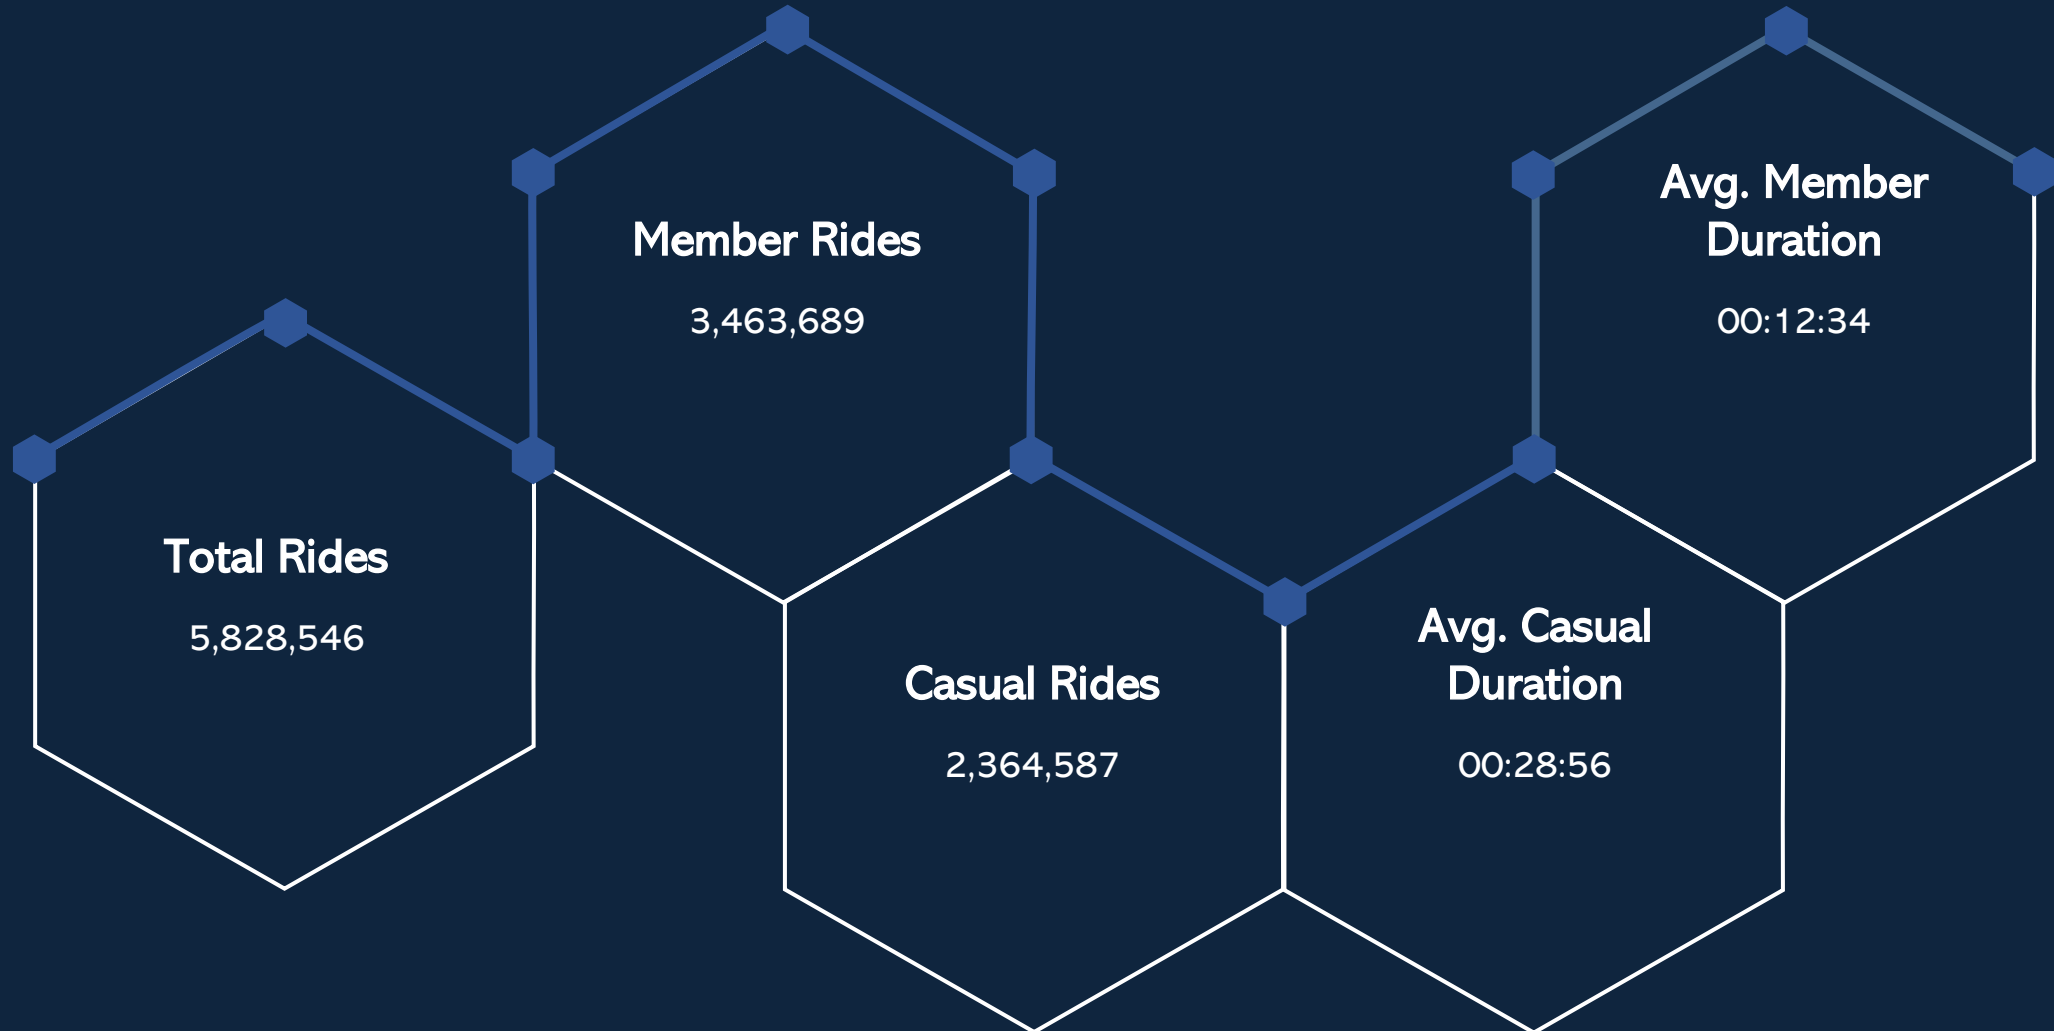 Total Rides
5,828,546
Member Rides
3,463,689
Casual Rides
2,364,587
Avg. Casual
Duration
00:28:56
Avg. Member
Duration
00:12:34